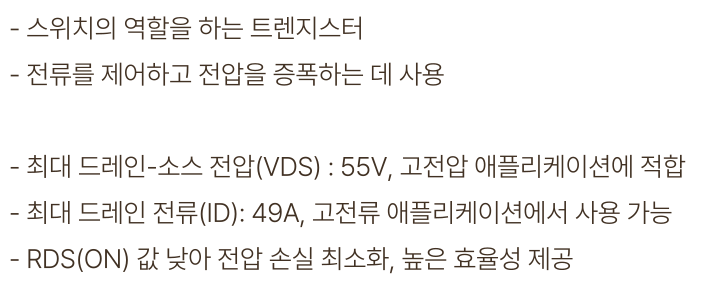 - 스위치의 역할을 하는 트렌지스터
- 전류를 제어하고 전압을 증폭하는 데 사용
- 최대 드레인-소스 전압(VDS) : 55V, 고전압 애플리케이션에 적합
- 최대 드레인 전류(ID): 49A, 고전류 애플리케이션에서 사용 가능
- RDS(ON) 값 낮아 전압 손실 최소화, 높은 효율성 제공